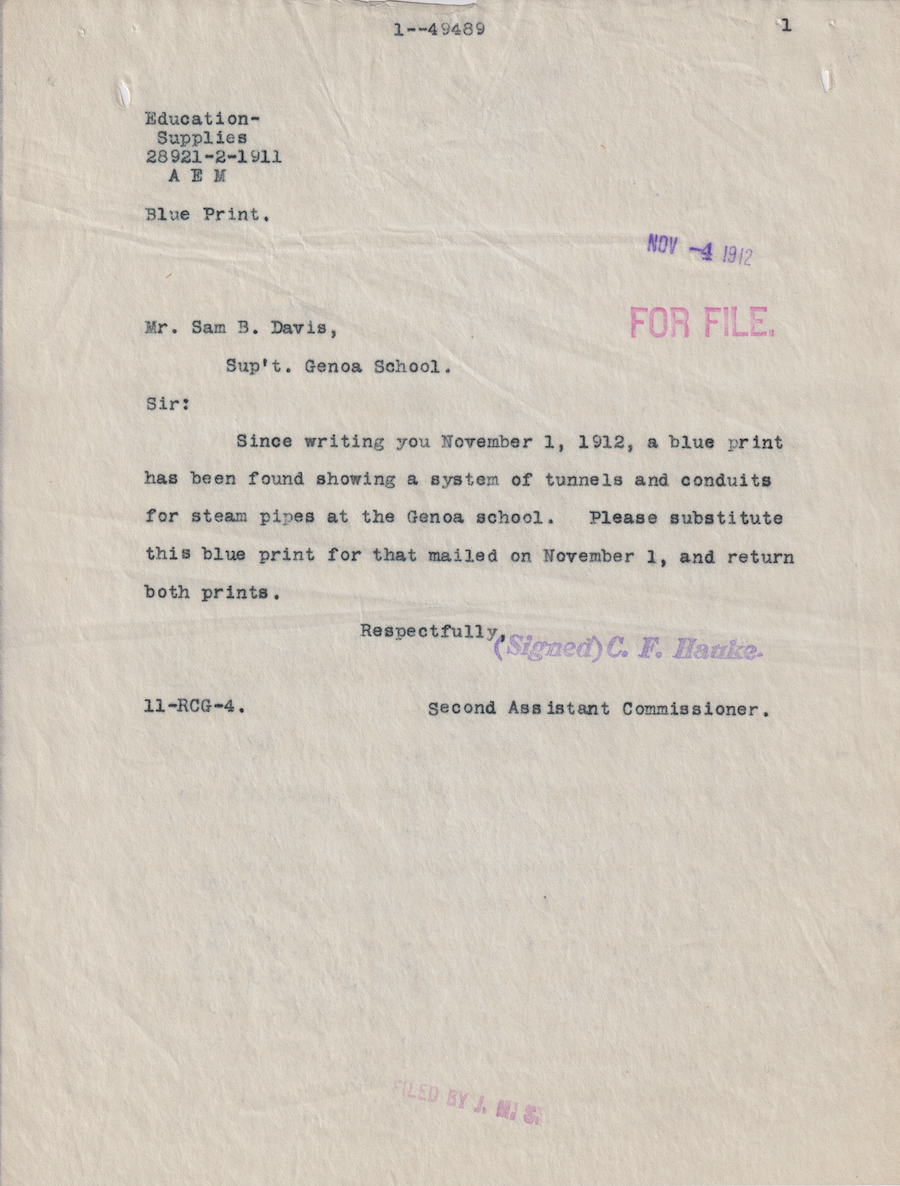 1--49489
1
Education-
Supplies
28921-2-1911
A E M
Blue Print.
NOV -4 1912
FOR FILE.
Mr. Sam B. Davis,
Sup't. Genoa School.
Sir:
Since writing you November 1, 1912, a blue print
has been found showing a system of tunnels and conduits
for steam pipes at the Genoa school. Please substitute
this blue print for that mailed on November 1, and return
both prints.
Respectfully,
(Signed) C. F. Hauke.
11-RCG-4.
Second Assistant Commissioner.
FILED BY J. M. S.